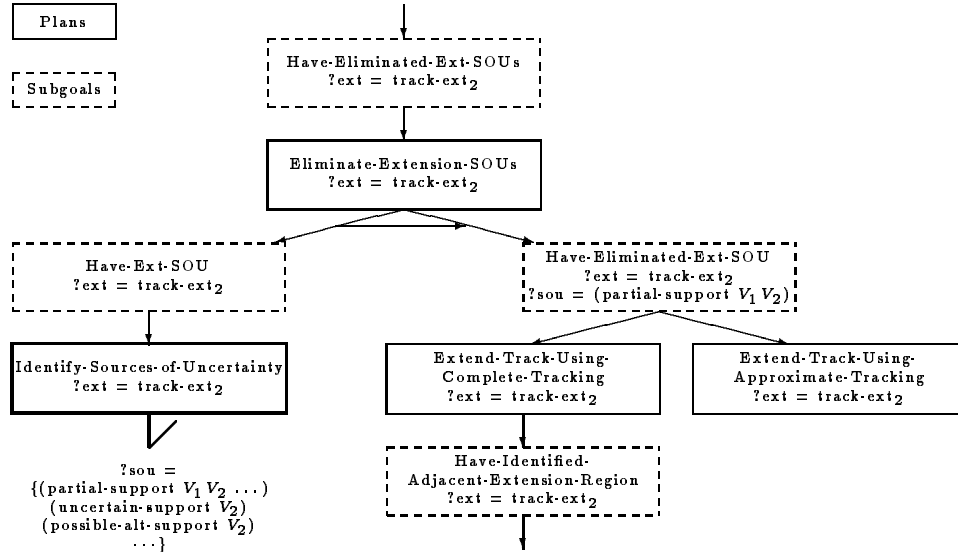 Plans
Subgoals
Have-Eliminated-Ext-SOUs
?ext = track-ext2
Eliminate-Extension-SOUs
?ext = track-ext2
Have-Ext-SOU
?ext = track-ext2
Have-Eliminated-Ext-SOU
?ext = track-ext2
?sou = (partial-support V1 V2)
Identify-Sources-of-Uncertainty
?ext = track-ext2
Extend-Track-Using-
Complete-Tracking
?ext = track-ext2
Extend-Track-Using-
Approximate-Tracking
?ext = track-ext2
?sou =
{(partial-support V1 V2 ...)
(uncertain-support V2)
(possible-alt-support V2)
...}
Have-Identified-
Adjacent-Extension-Region
?ext = track-ext2